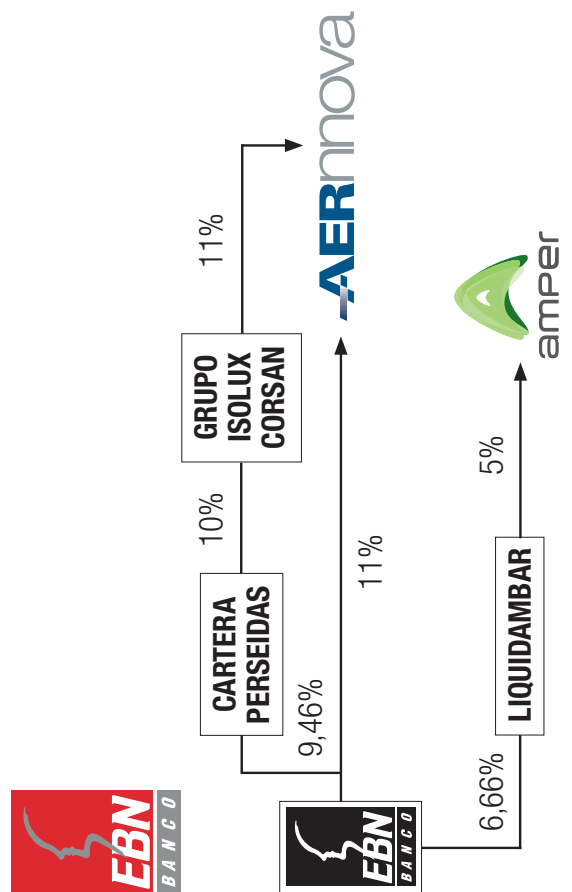 EBN
BANCO
EBN
BANCO
9,46%
CARTERA
PERSEIDAS
10%
GRUPO
ISOLUX
CORSAN
11%
11%
AERnnova
6,66%
LIQUIDAMBAR
5%
amper